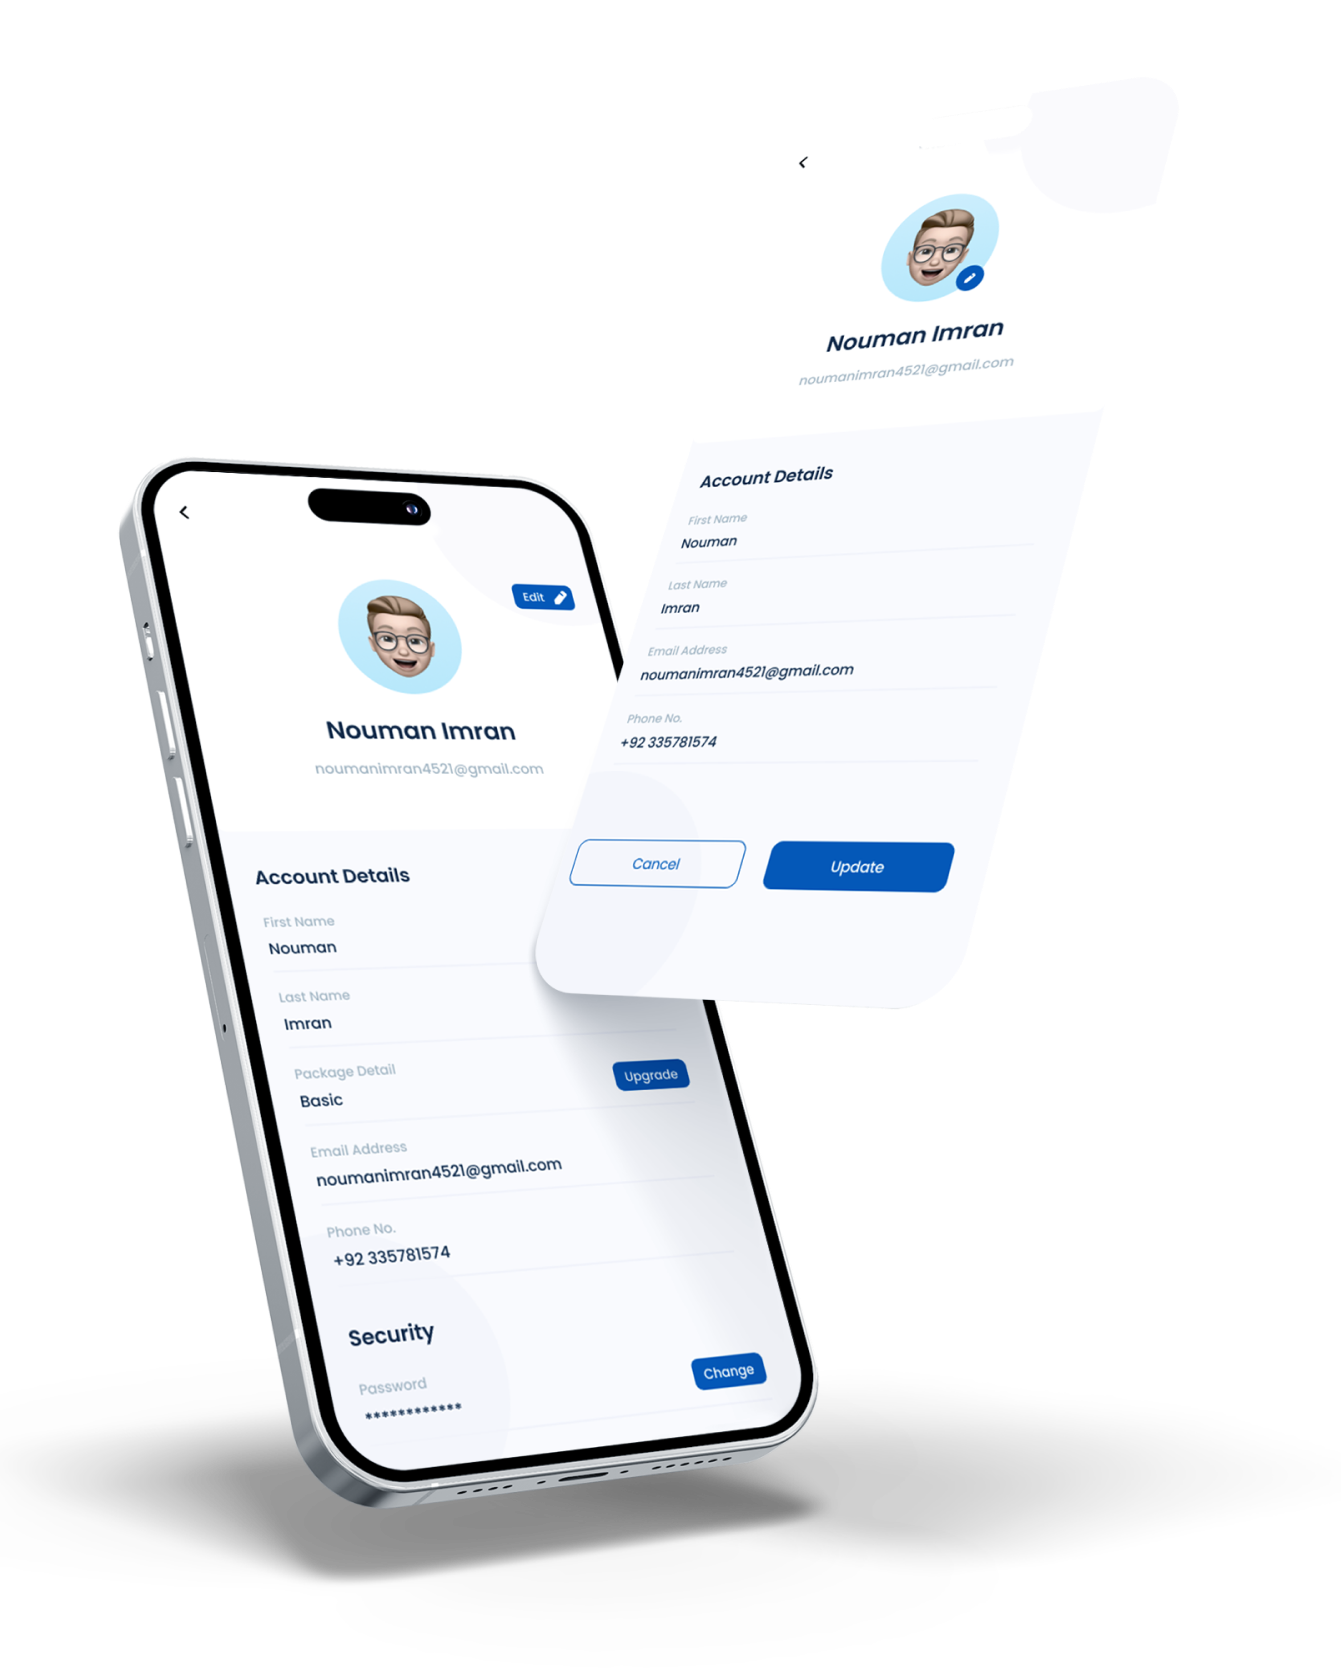 Nouman Imran
noumanimran4521@gmail.com
Account Details
First Name
Nouman
Last Name
Imran
Email Address
noumanimran4521@gmail.com
Phone No.
+92 335781574
Cancel
Update
Edit
Nouman Imran
noumanimran4521@gmail.com
Account Details
First Name
Nouman
Last Name
Imran
Package Detail
Basic
Upgrade
Email Address
noumanimran4521@gmail.com
Phone No.
+92 335781574
Security
Password
************
Change